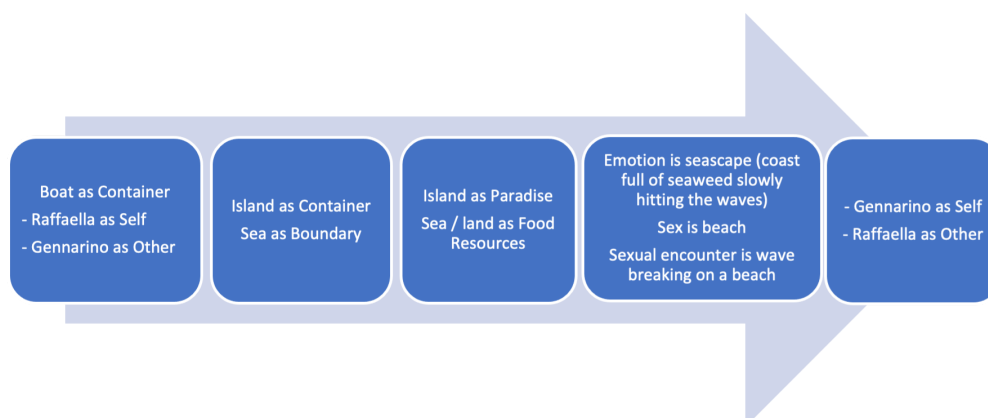 Boat as Container
- Raffaella as Self
- Gennarino as Other
Island as Container
Sea as Boundary
Island as Paradise
Sea / land as Food
Resources
Emotion is seascape (coast
full of seaweed slowly
hitting the waves)
Sex is beach
Sexual encounter is wave
breaking on a beach
- Gennarino as Self
- Raffaella as Other